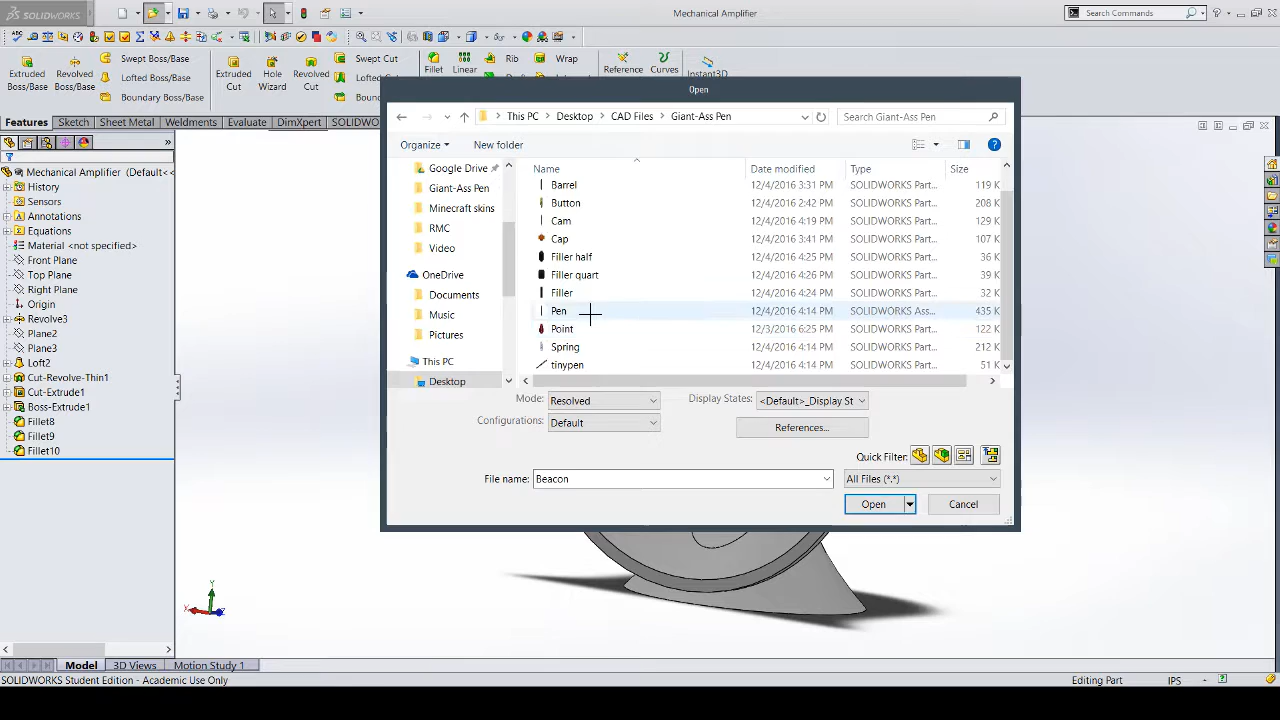 SOLIDWORKS
Mechanical Amplifier
Search Commands
Extruded Boss/Base
Revolved Boss/Base
Swept Boss/Base
Lofted Boss/Base
Boundary Boss/Base
Extruded Cut
Hole Wizard
Revolved Cut
Swept Cut
Lofted Cut
Fillet
Linear
Rib
Wrap
Reference
Curves
Instant3D
Features
Sketch
Sheet Metal
Weldments
Evaluate
DimXpert
Mechanical Amplifier (Default<<
History
Sensors
Annotations
Equations
Material <not specified>
Front Plane
Top Plane
Right Plane
Origin
Revolve3
Plane2
Plane3
Loft2
Cut-Revolve-Thin1
Cut-Extrude1
Boss-Extrude1
Fillet8
Fillet9
Fillet10
Open
This PC > Desktop > CAD Files > Giant-Ass Pen
Search Giant-Ass Pen
Organize
New folder
Google Drive
Giant-Ass Pen
Minecraft skins
RMC
Video
OneDrive
Documents
Music
Pictures
This PC
Desktop
Name Date modified Type Size
Barrel 12/4/2016 3:31 PM SOLIDWORKS Part... 119 K
Button 12/4/2016 2:42 PM SOLIDWORKS Part... 208 K
Cam 12/4/2016 4:19 PM SOLIDWORKS Part... 129 K
Cap 12/4/2016 3:41 PM SOLIDWORKS Part... 107 K
Filler half 12/4/2016 4:25 PM SOLIDWORKS Part... 36 K
Filler quart 12/4/2016 4:25 PM SOLIDWORKS Part... 39 K
Filler 12/4/2016 4:24 PM SOLIDWORKS Part... 32 K
Pen 12/4/2016 4:14 PM SOLIDWORKS Ass... 435 K
Point 12/3/2016 6:25 PM SOLIDWORKS Part... 122 K
Spring 12/4/2016 4:14 PM SOLIDWORKS Part... 212 K
tinypen 12/4/2016 4:14 PM SOLIDWORKS Part... 51 K
Mode: Resolved
Display States: <Default>_Display St
Configurations: Default
References...
Quick Filter:
File name: Beacon
All Files (*.*)
Open
Cancel
Model
3D Views
Motion Study 1
SOLIDWORKS Student Edition - Academic Use Only
Editing Part
IPS